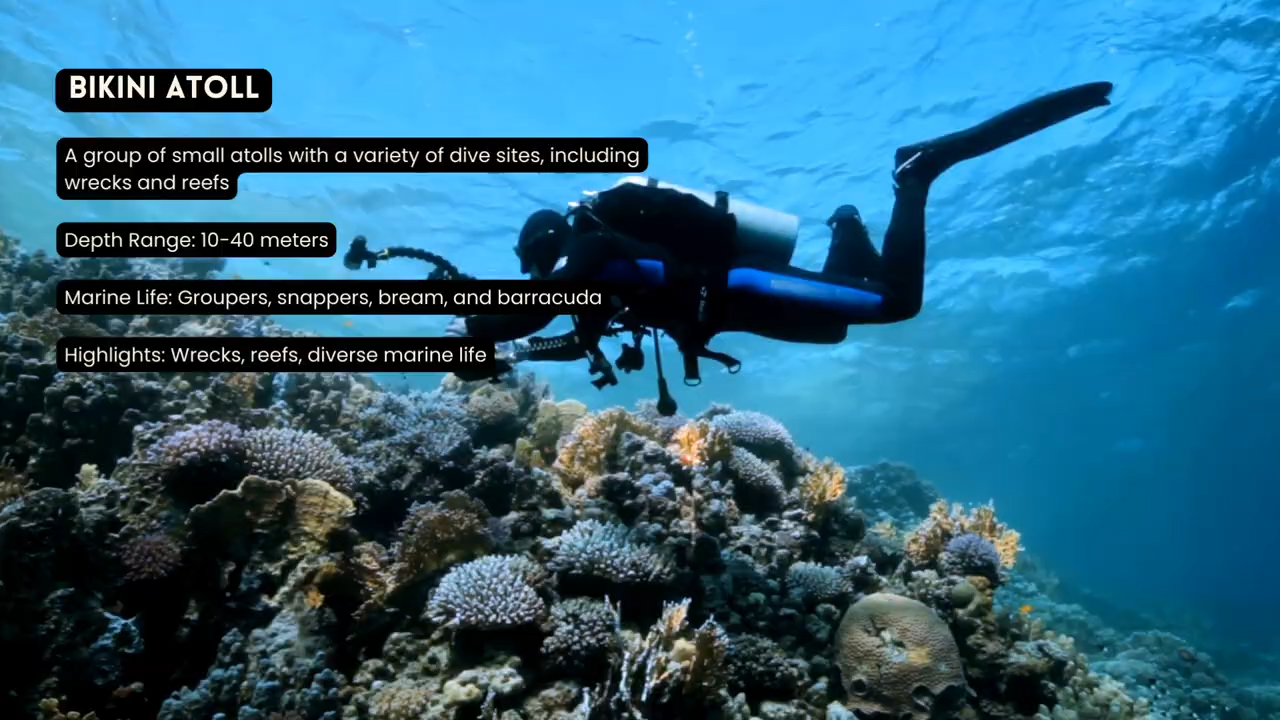 BIKINI ATOLL
A group of small atolls with a variety of dive sites, including
wrecks and reefs
Depth Range: 10-40 meters
Marine Life: Groupers, snappers, bream, and barracuda
Highlights: Wrecks, reefs, diverse marine life